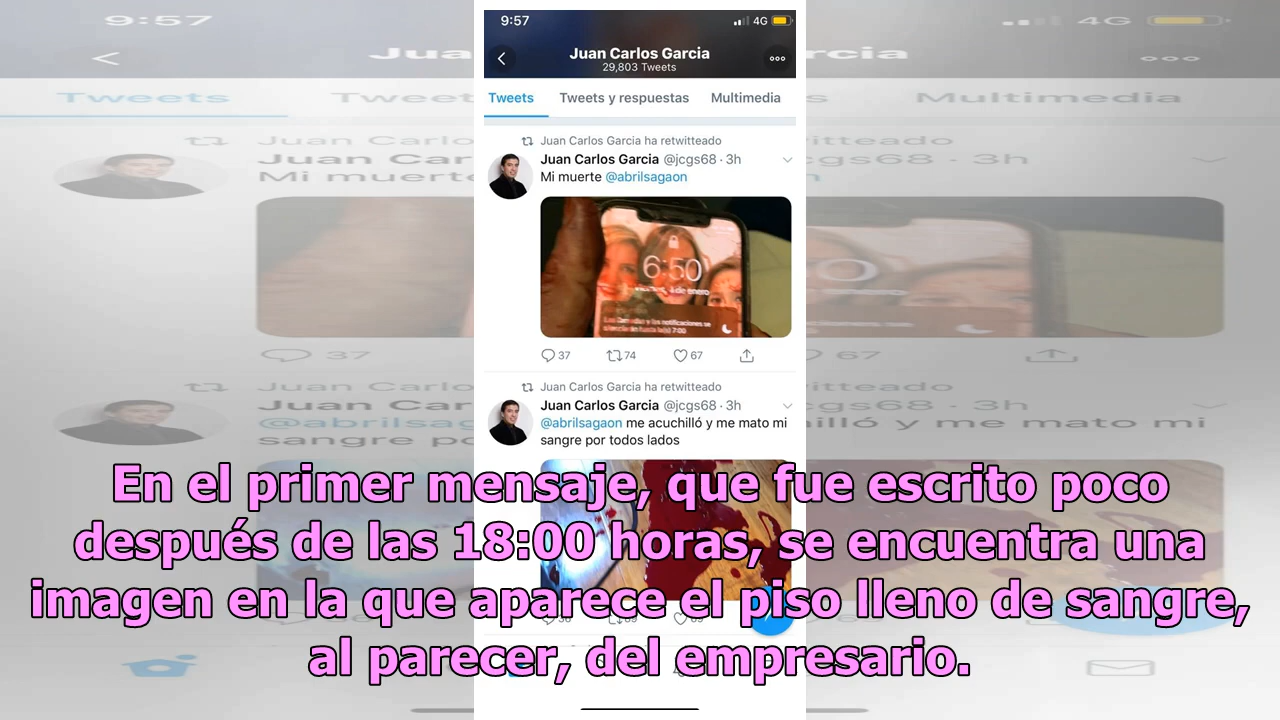 9:57
4G
Juan Carlos Garcia
29,803 Tweets
Tweets
Tweets y respuestas
Multimedia
Juan Carlos Garcia ha retwitteado
Juan Carlos Garcia @jcgs68 · 3h
Mi muerte @abrilsagaon
6:50
4 de enero
37
74
67
Juan Carlos Garcia ha retwitteado
Juan Carlos Garcia @jcgs68 · 3h
@abrilsagaon me acuchilló y me mato mi
sangre por todos lados
En el primer mensaje, que fue escrito poco
después de las 18:00 horas, se encuentra una
imagen en la que aparece el piso lleno de sangre,
al parecer, del empresario.